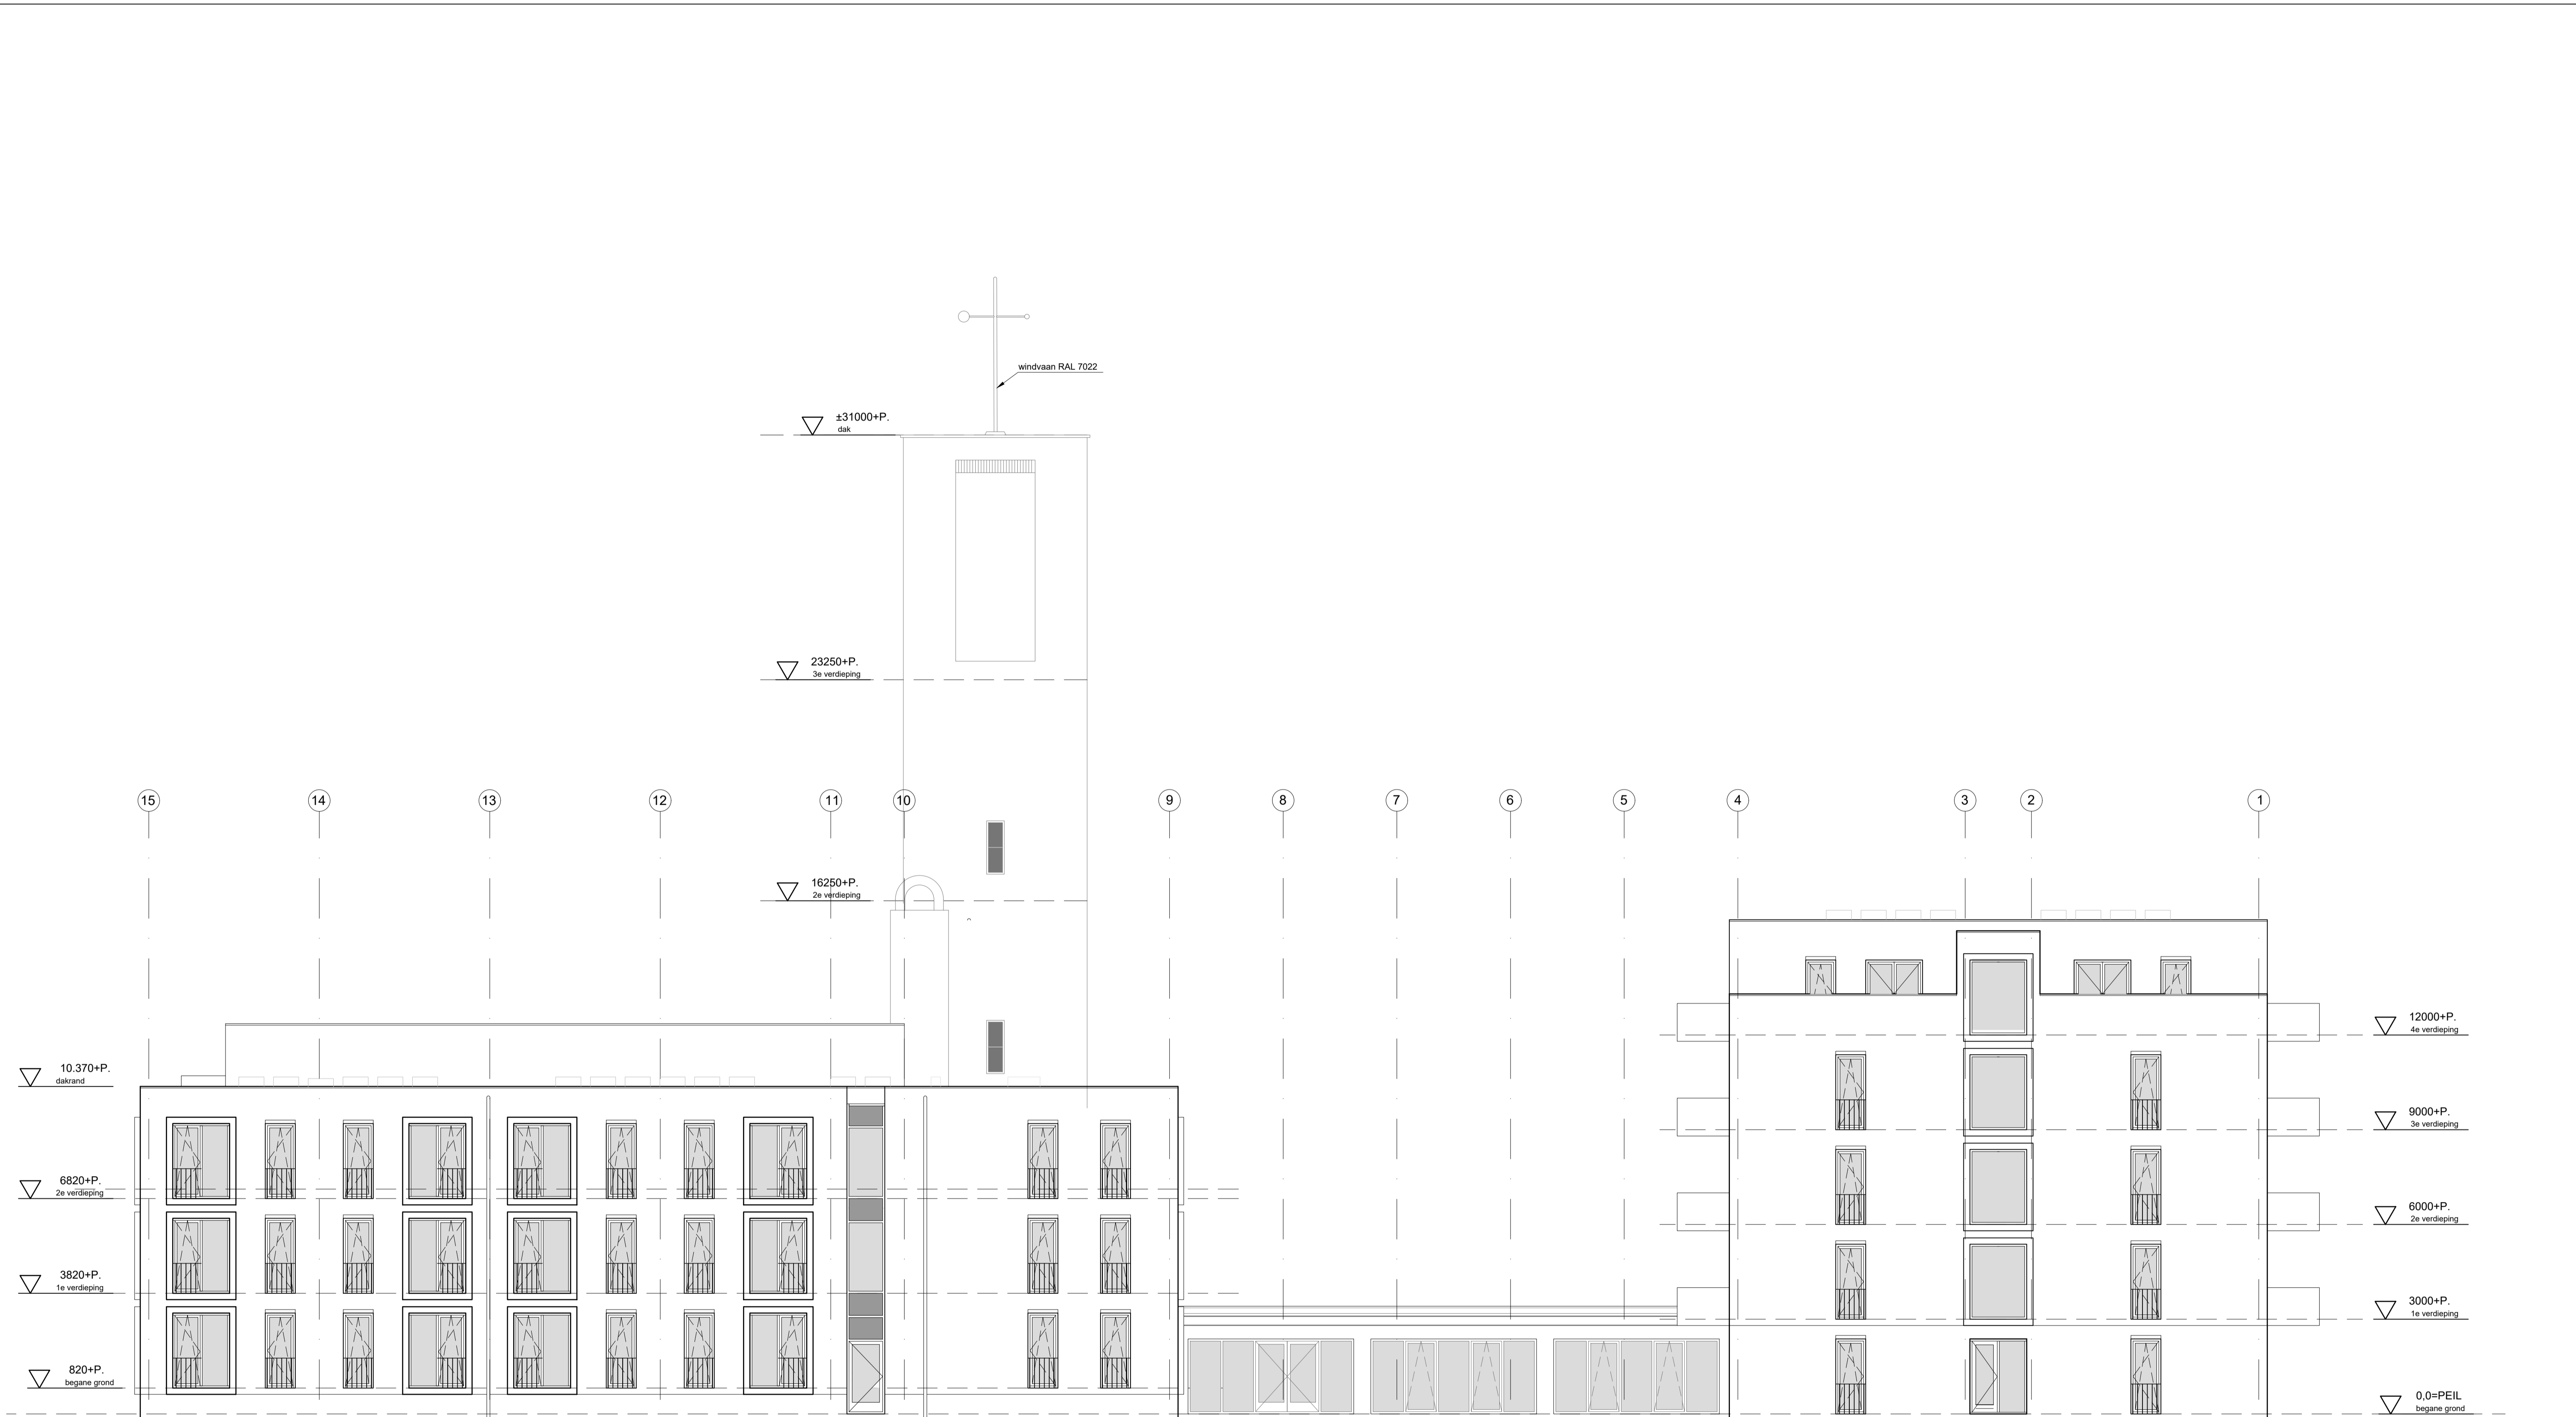 windvaan RAL 7022
±31000+P.
dak
23250+P.
3e verdieping
15
14
13
12
11
10
9
8
7
6
5
4
3
2
1
16250+P.
2e verdieping
12000+P.
4e verdieping
10.370+P.
dakrand
9000+P.
3e verdieping
6820+P.
2e verdieping
6000+P.
2e verdieping
3820+P.
1e verdieping
3000+P.
1e verdieping
820+P.
begane grond
0,0=PEIL
begane grond